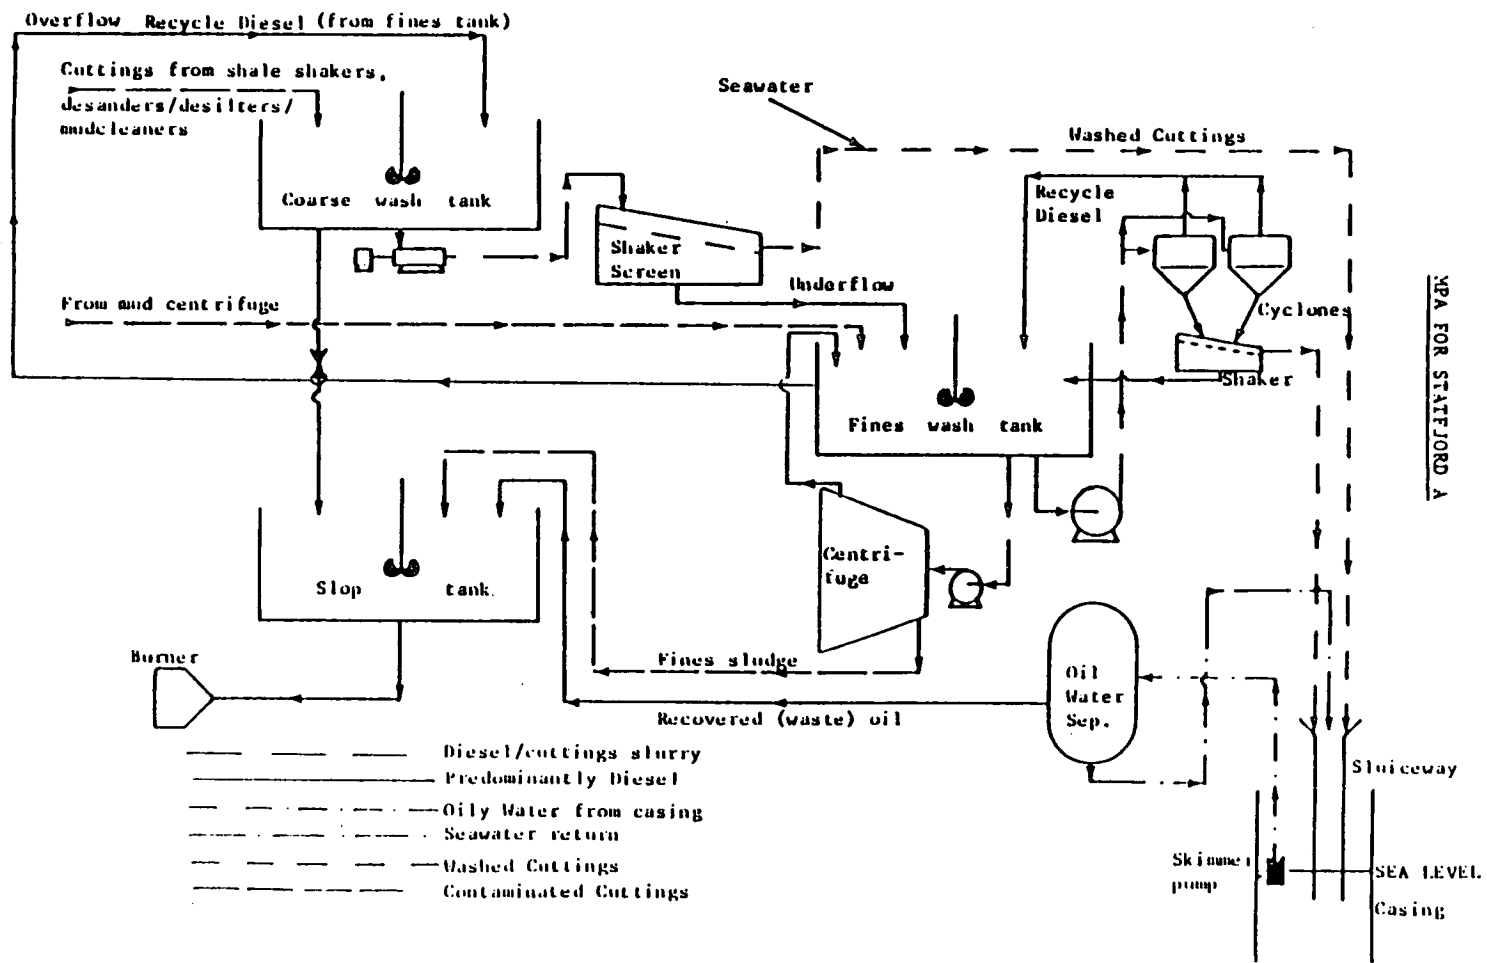 Overflow Recycle Diesel (from fines tank)
Cuttings from shale shakers,
desanders/desilters/
mudcleaners
Seawater
Washed Cuttings
Coarse wash tank
Recycle
Diesel
Shaker
Screen
Underflow
From mud centrifuge
Cyclones
Shaker
Fines wash tank
MPA FOR STATFJORD A
Centri-
fuge
Slop tank.
Fines sludge
Burner
Oil
Water
Sep.
Recovered (waste) oil
Diesel/cuttings slurry
Predominantly Diesel
Oily Water from casing
Seawater return
Washed Cuttings
Contaminated Cuttings
Sluiceway
Skimmer
pump
SEA LEVEL
Casing